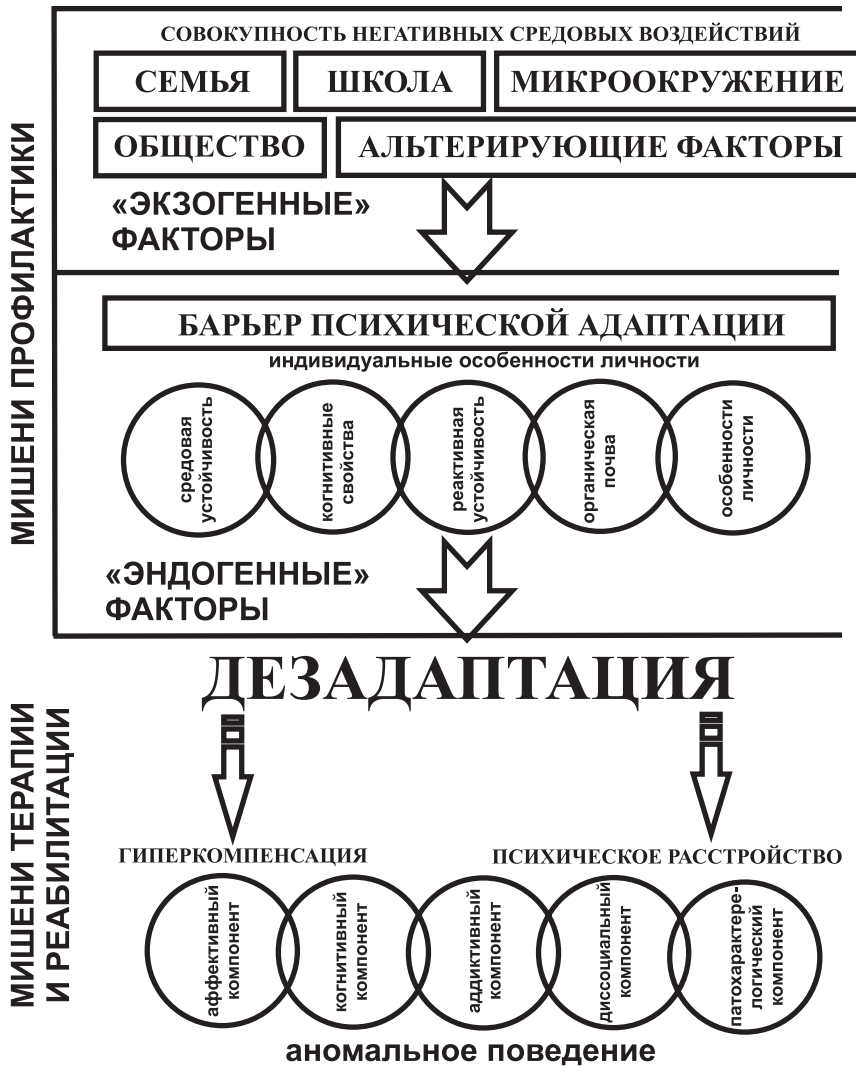 МИШЕНИ ПРОФИЛАКТИКИ
СОВОКУПНОСТЬ НЕГАТИВНЫХ СРЕДОВЫХ ВОЗДЕЙСТВИЙ
СЕМЬЯ
ШКОЛА
МИКРООКРУЖЕНИЕ
ОБЩЕСТВО
АЛЬТЕРИРУЮЩИЕ ФАКТОРЫ
«ЭКЗОГЕННЫЕ»
ФАКТОРЫ
БАРЬЕР ПСИХИЧЕСКОЙ АДАПТАЦИИ
индивидуальные особенности личности
средовая
устойчивость
когнитивные
свойства
реактивная
устойчивость
органическая
почва
особенности
личности
«ЭНДОГЕННЫЕ»
ФАКТОРЫ
МИШЕНИ ТЕРАПИИ
И РЕАБИЛИТАЦИИ
ДЕЗАДАПТАЦИЯ
ГИПЕРКОМПЕНСАЦИЯ
ПСИХИЧЕСКОЕ РАССТРОЙСТВО
аффективный
компонент
когнитивный
компонент
аддиктивный
компонент
диссоциальный
компонент
патохарактере-
логический
компонент
аномальное поведение